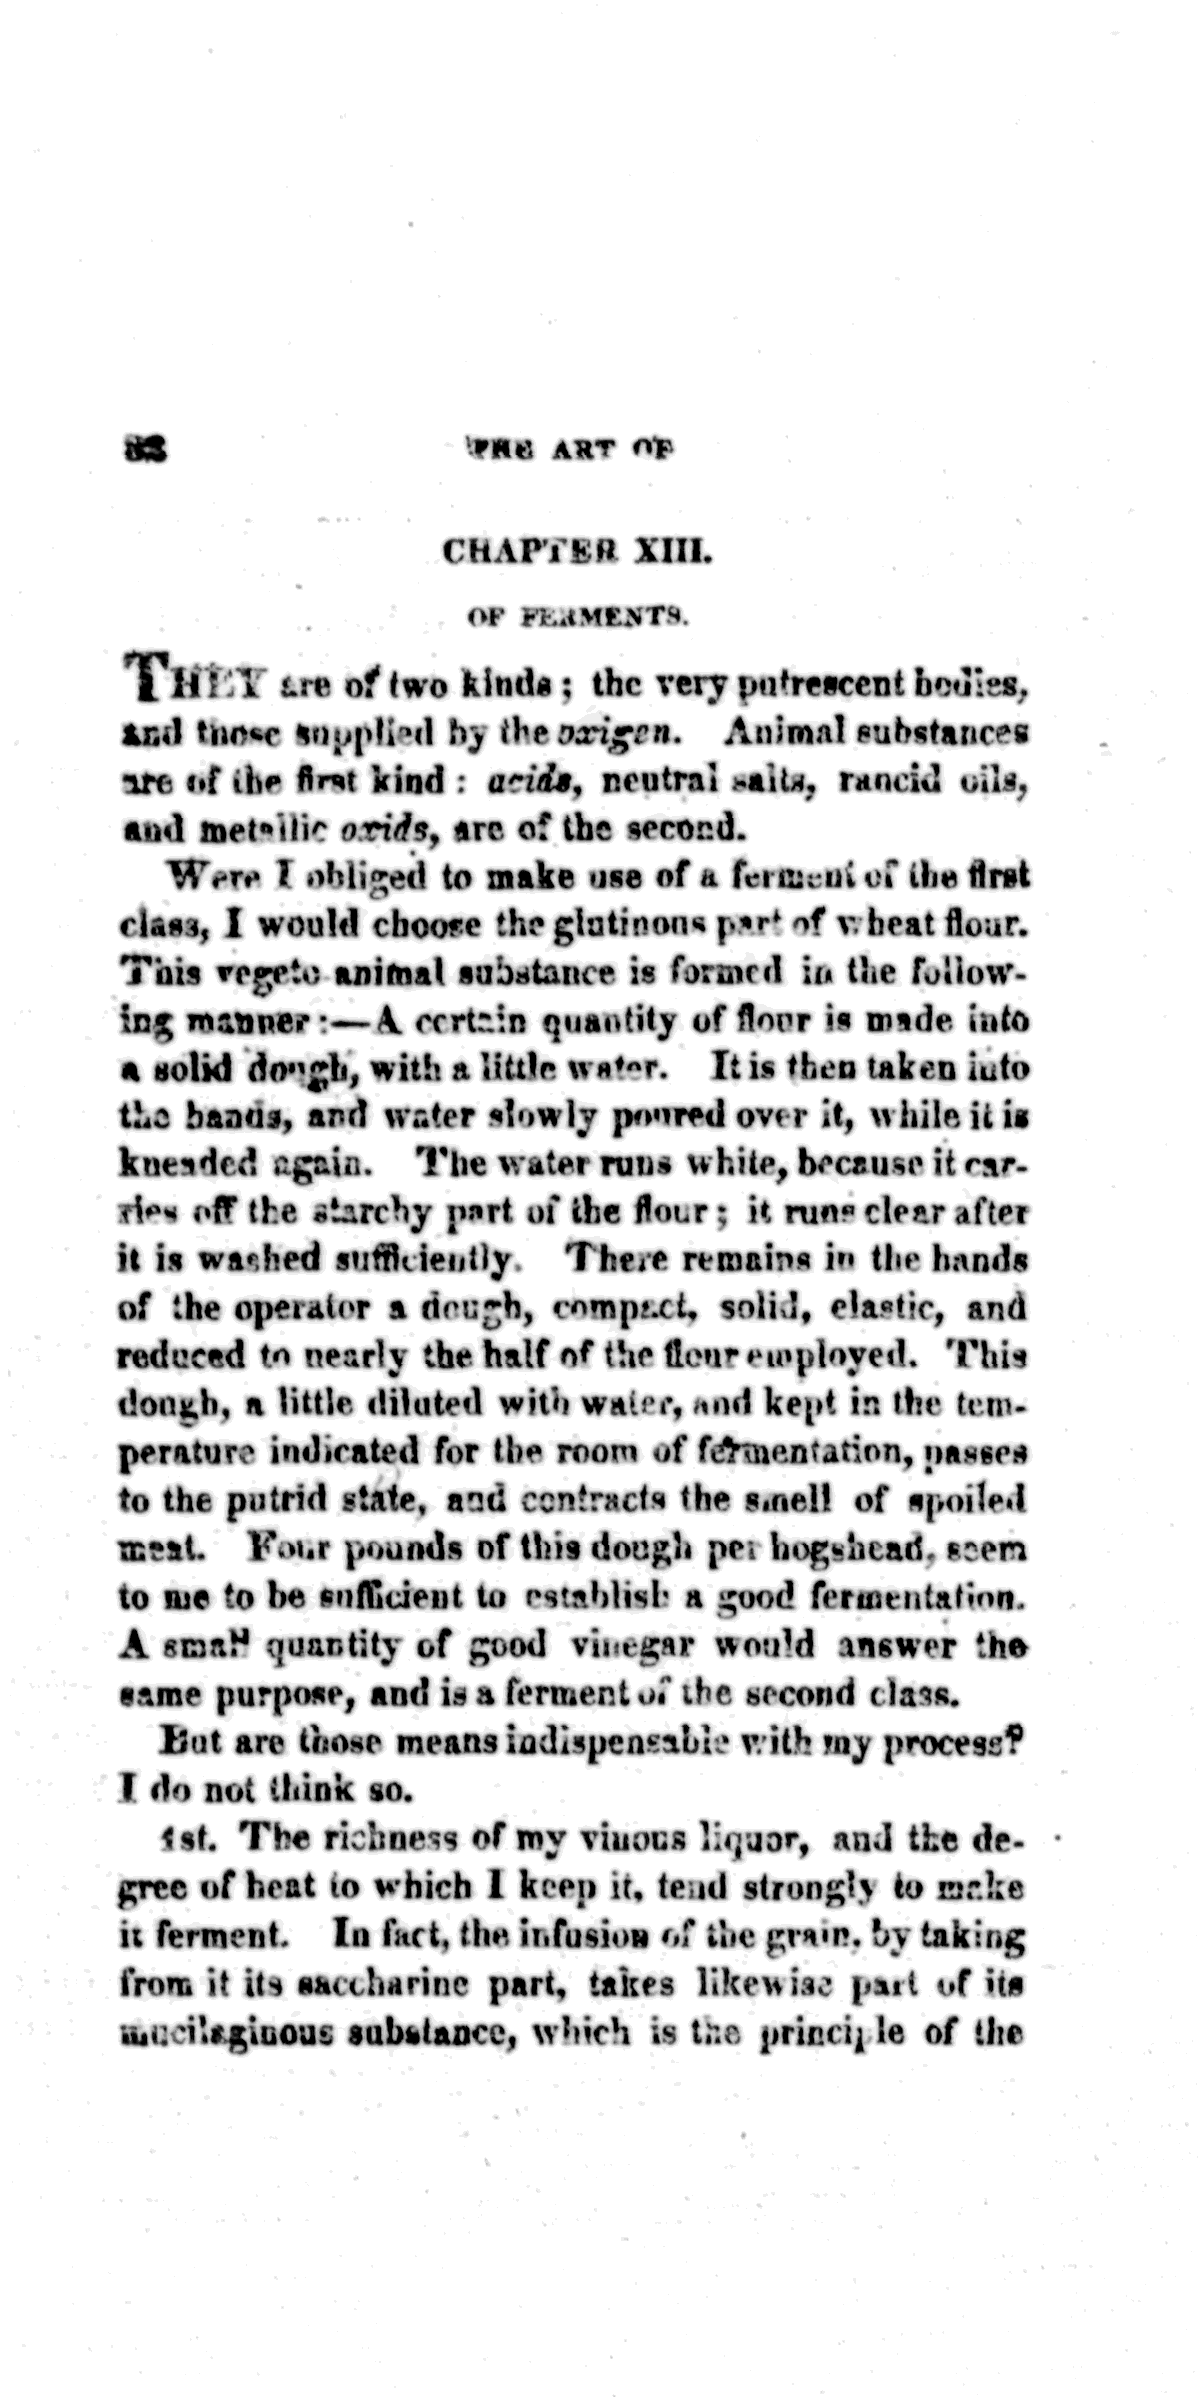 THE ART OF
CHAPTER XIII.
OF FERMENTS.
THEY are of two kinds; the very putrescent bodies,
and those supplied by the oxigen. Animal substances
are of the first kind: acids, neutral salts, rancid oils,
and metallic oxids, are of the second.
Were I obliged to make use of a ferment of the first
class, I would choose the glutinous part of wheat flour.
This vegeto-animal substance is formed in the follow-
ing manner:—A certain quantity of flour is made into
a solid dough, with a little water. It is then taken into
the hands, and water slowly poured over it, while it is
kneaded again. The water runs white, because it car-
ries off the starchy part of the flour; it runs clear after
it is washed sufficiently. There remains in the hands
of the operator a dough, compact, solid, elastic, and
reduced to nearly the half of the flour employed. This
dough, a little diluted with water, and kept in the tem-
perature indicated for the room of fermentation, passes
to the putrid state, and contracts the smell of spoiled
meat. Four pounds of this dough per hogshead, seem
to me to be sufficient to establish a good fermentation.
A small quantity of good vinegar would answer the
same purpose, and is a ferment of the second class.
But are those means indispensable with my process?
I do not think so.
1st. The richness of my vinous liquor, and the de-
gree of heat to which I keep it, tend strongly to make
it ferment. In fact, the infusion of the grain, by taking
from it its saccharine part, takes likewise part of its
mucilaginous substance, which is the principle of the